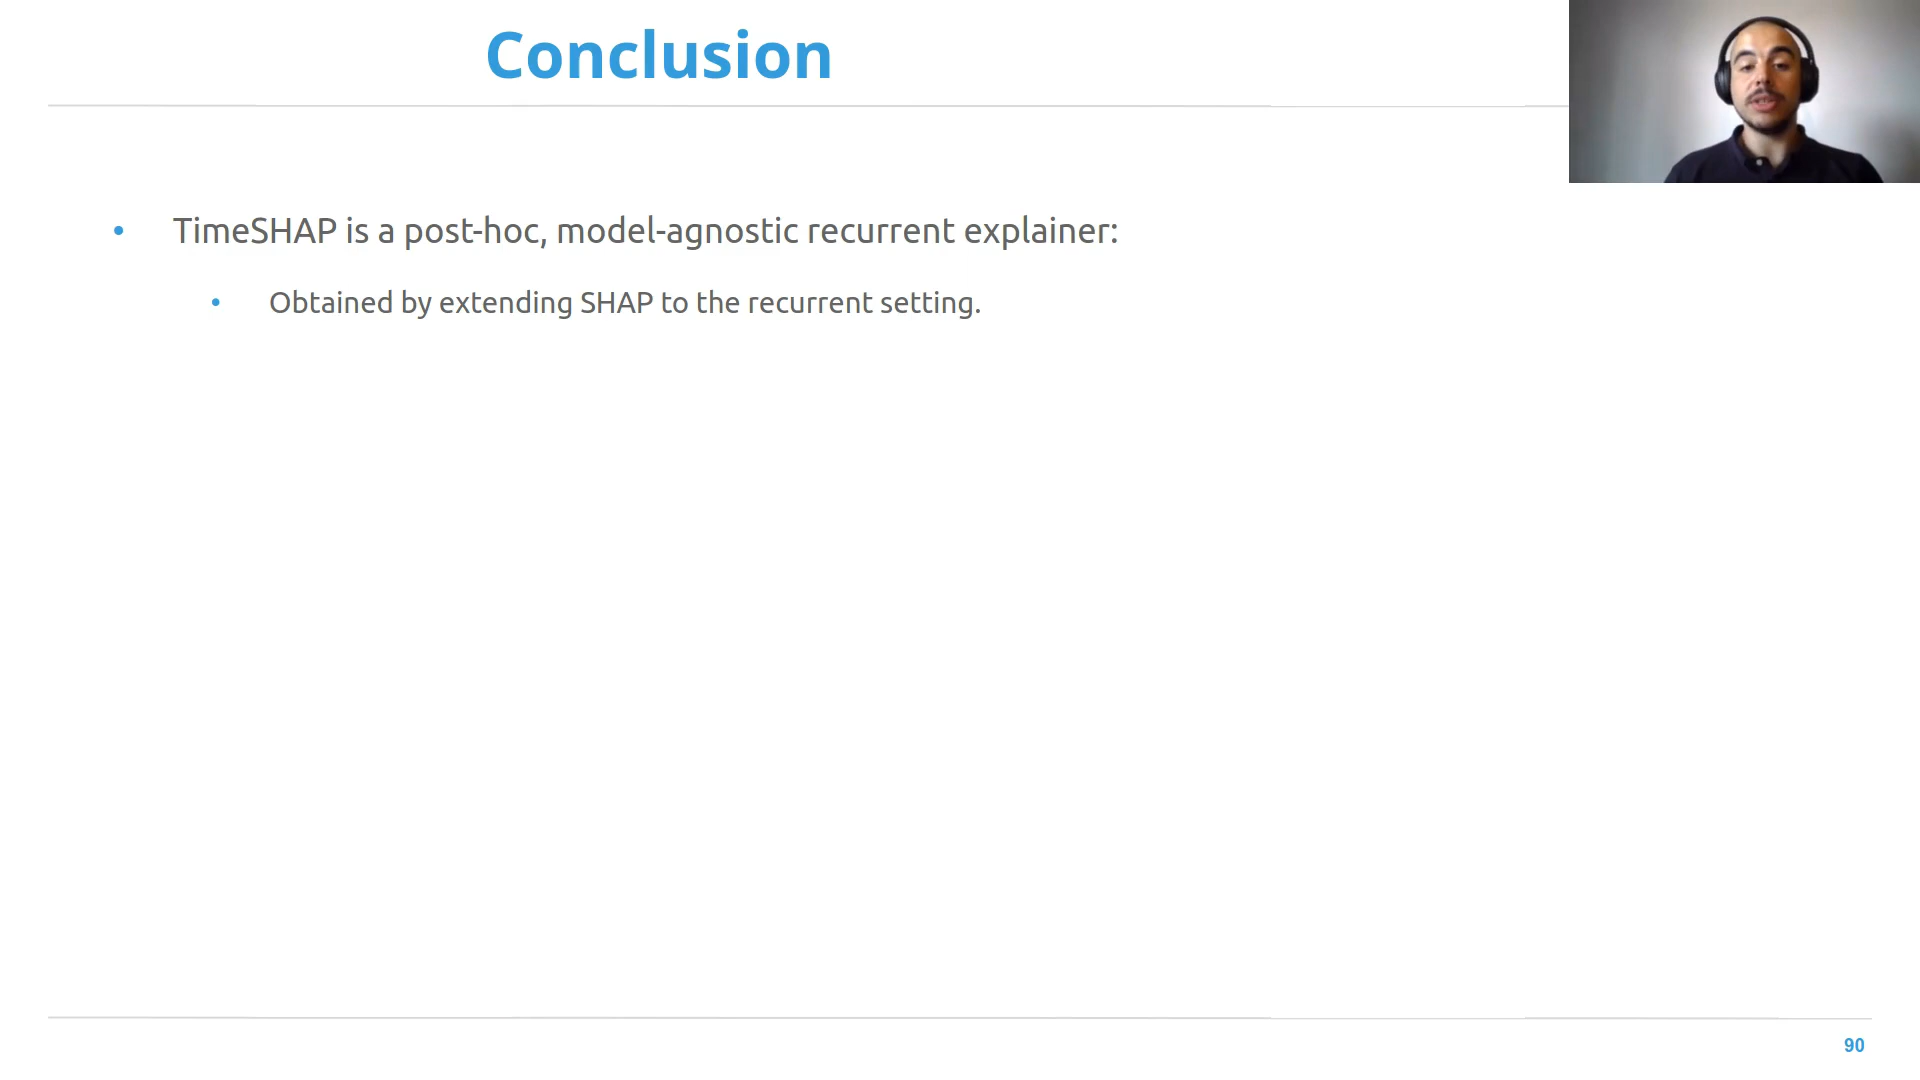 Conclusion
• TimeSHAP is a post-hoc, model-agnostic recurrent explainer:
• Obtained by extending SHAP to the recurrent setting.
90